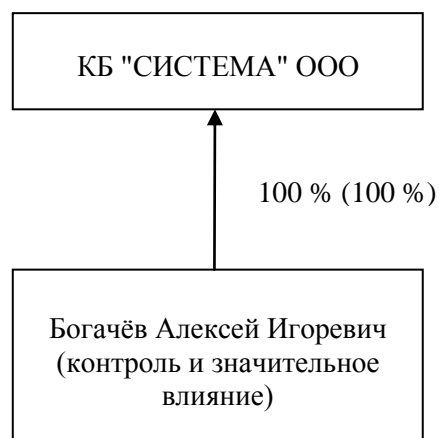 КБ "СИСТЕМА" ООО
100 % (100 %)
Богачёв Алексей Игоревич
(контроль и значительное
влияние)